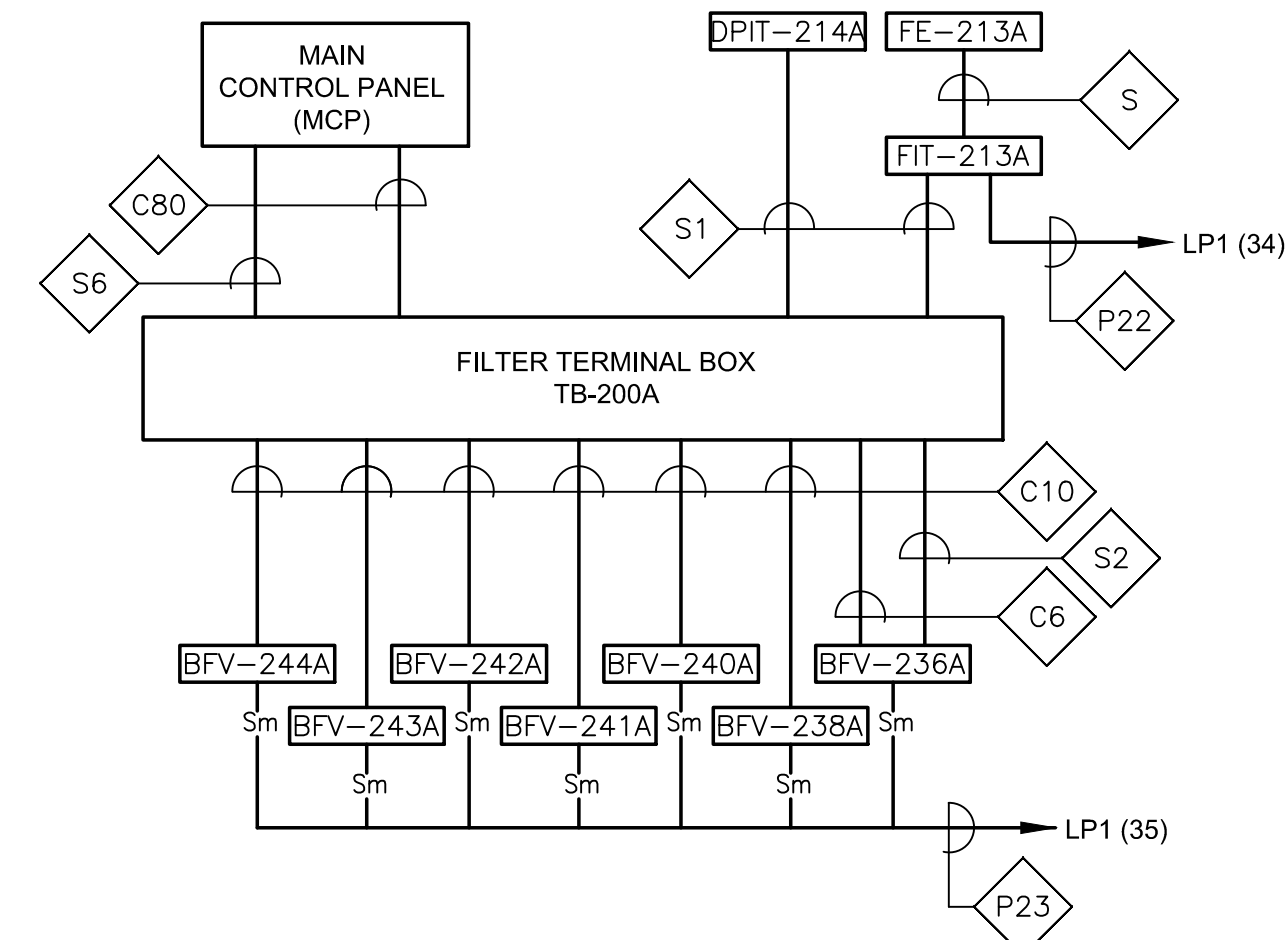 MAIN
CONTROL PANEL
(MCP)
DPIT-214A
FE-213A
S
FIT-213A
C80
S1
LP1 (34)
S6
P22
FILTER TERMINAL BOX
TB-200A
C10
S2
C6
BFV-244A
BFV-242A
BFV-240A
BFV-236A
Sm
BFV-243A
Sm
BFV-241A
Sm
BFV-238A
Sm
Sm
Sm
Sm
LP1 (35)
P23